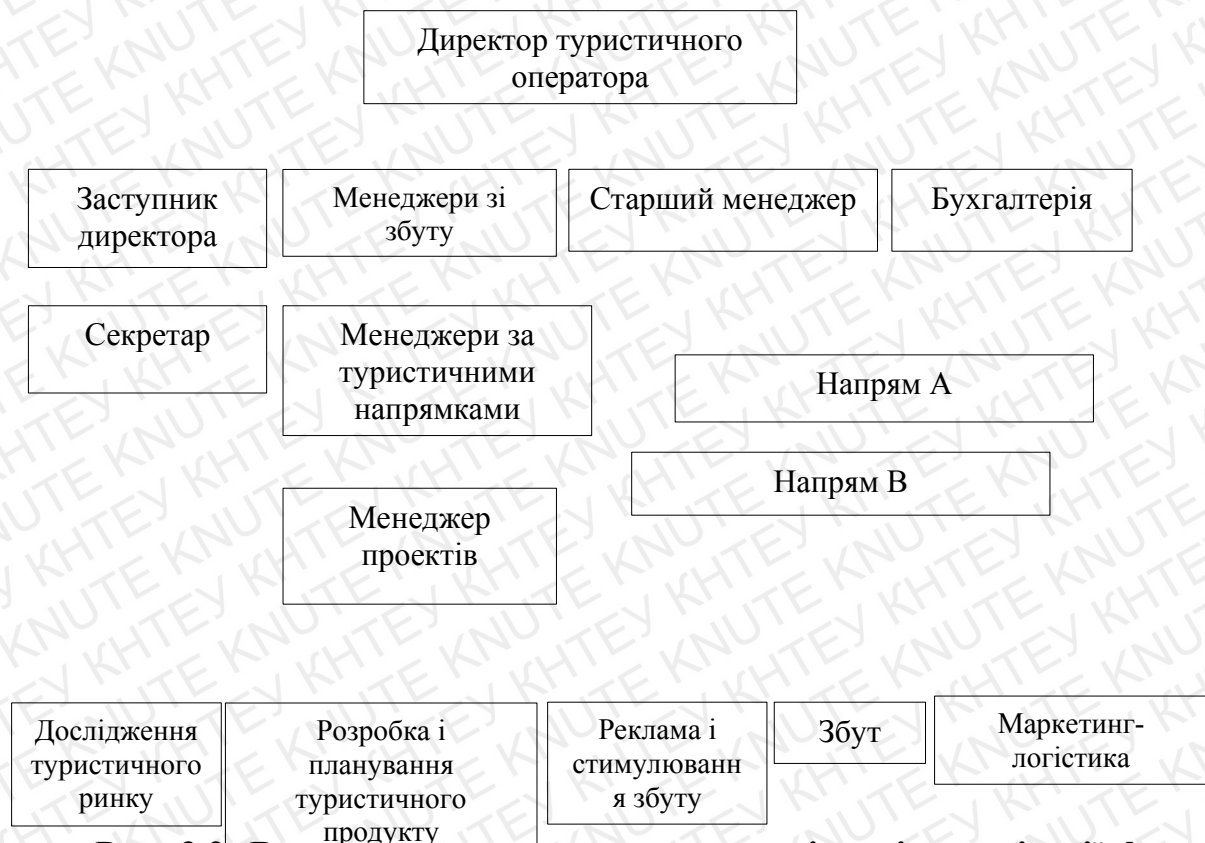 Директор туристичного
оператора
Заступник
директора
Менеджери зі
збуту
Старший менеджер
Бухгалтерія
Секретар
Менеджери за
туристичними
напрямками
Напрям А
Напрям В
Менеджер
проектів
Дослідження
туристичного
ринку
Розробка і
планування
туристичного
продукту
Реклама і
стимулюванн
я збуту
Збут
Маркетинг-
логістика